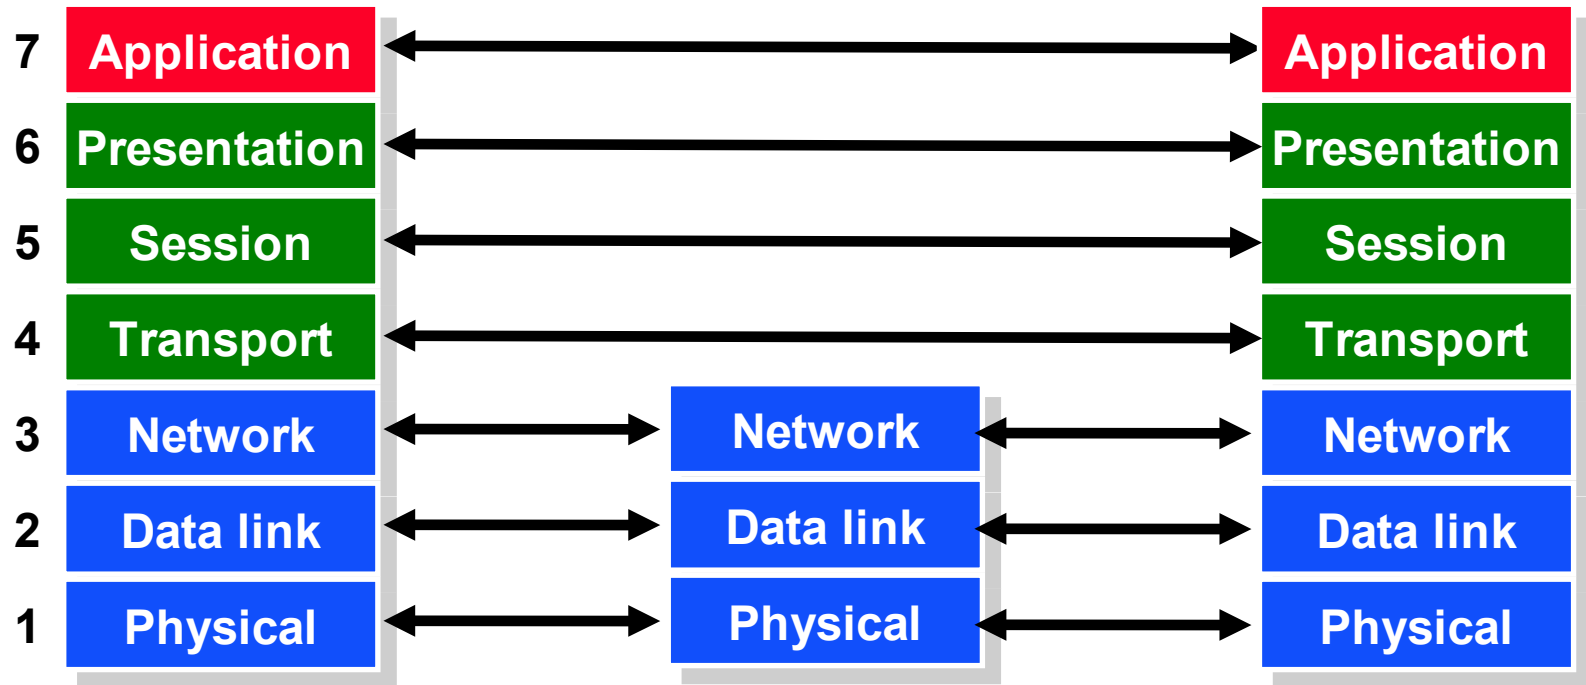 7 Application Application
6 Presentation Presentation
5 Session Session
4 Transport Transport
3 Network Network Network
2 Data link Data link Data link
1 Physical Physical Physical